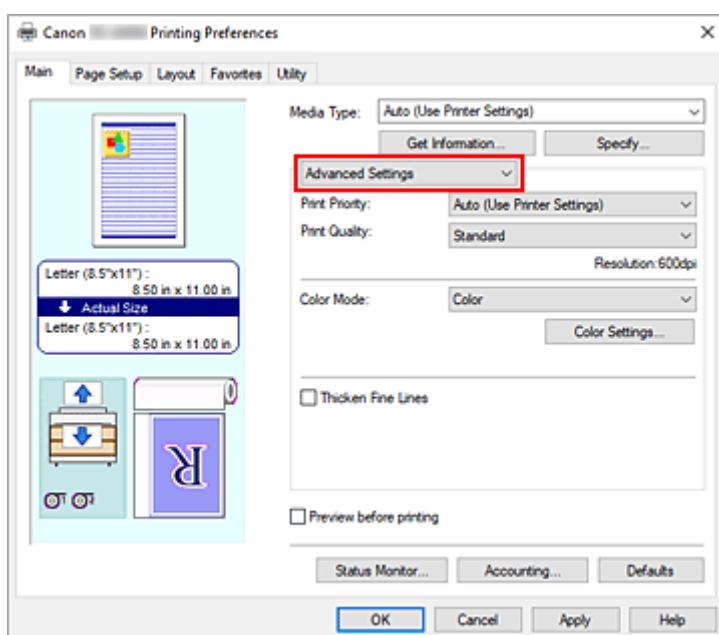 Canon Printing Preferences
Main Page Setup Layout Favorites Utility
Media Type: Auto (Use Printer Settings)
Get Information... Specify...
Advanced Settings
Print Priority: Auto (Use Printer Settings)
Print Quality: Standard
Resolution:600dpi
Letter (8.5"x11") :
8.50 in x 11.00 in
Actual Size
Letter (8.5"x11") :
8.50 in x 11.00 in
Color Mode: Color
Color Settings...
Thicken Fine Lines
R
Preview before printing
Status Monitor... Accounting... Defaults
OK Cancel Apply Help